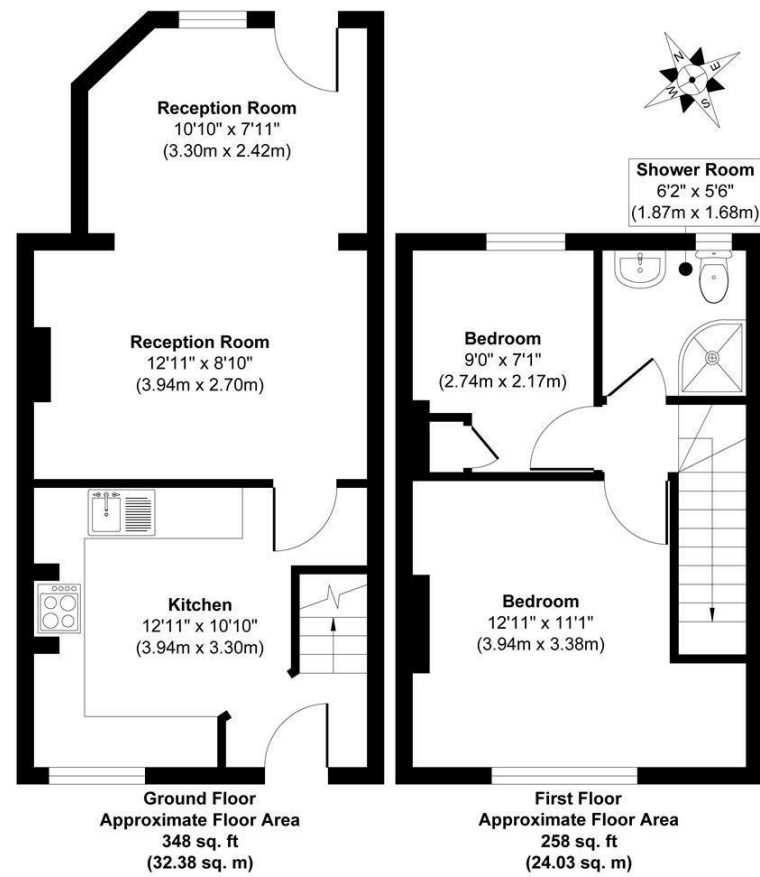 Reception Room
10'10" x 7'11"
(3.30m x 2.42m)
N
E
W
S
Shower Room
6'2" x 5'6"
(1.87m x 1.68m)
Reception Room
12'11" x 8'10"
(3.94m x 2.70m)
Bedroom
9'0" x 7'1"
(2.74m x 2.17m)
Kitchen
12'11" x 10'10"
(3.94m x 3.30m)
Bedroom
12'11" x 11'1"
(3.94m x 3.38m)
Ground Floor
Approximate Floor Area
348 sq. ft
(32.38 sq. m)
First Floor
Approximate Floor Area
258 sq. ft
(24.03 sq. m)